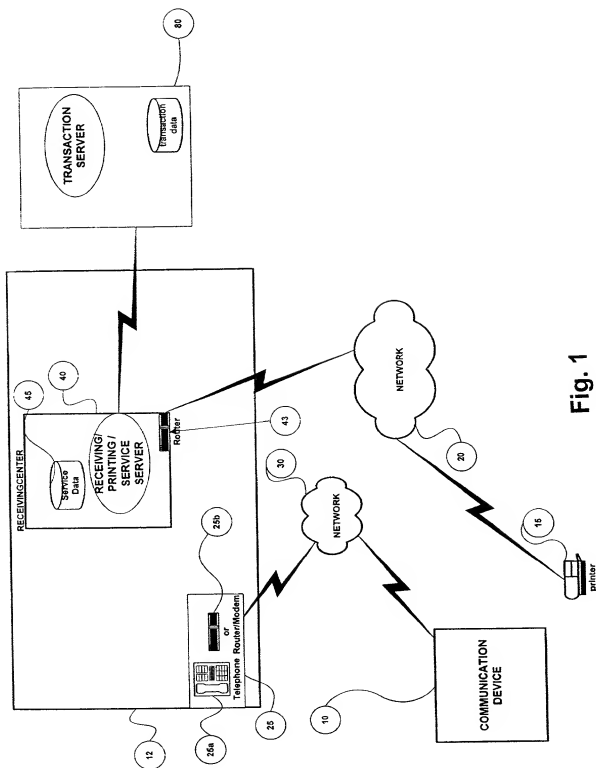 80
TRANSACTION
SERVER
transaction
data
RECEIVINGCENTER
45
40
Service
Data
RECEIVING/
PRINTING /
SERVICE
SERVER
Router
43
25b
30
NETWORK
20
NETWORK
or
Telephone Router/Modem
12
25a
25
10
COMMUNICATION
DEVICE
15
printer
Fig. 1